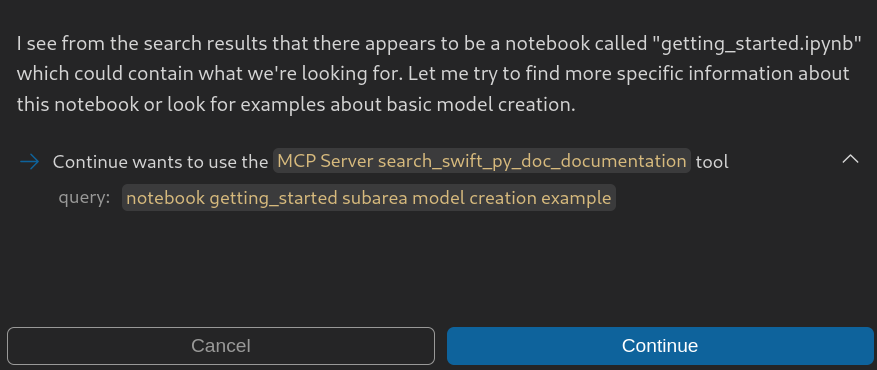 I see from the search results that there appears to be a notebook called "getting_started.ipynb"
which could contain what we're looking for. Let me try to find more specific information about
this notebook or look for examples about basic model creation.
Continue wants to use the MCP Server search_swift_py_doc_documentation tool
query: notebook getting_started subarea model creation example
Cancel
Continue